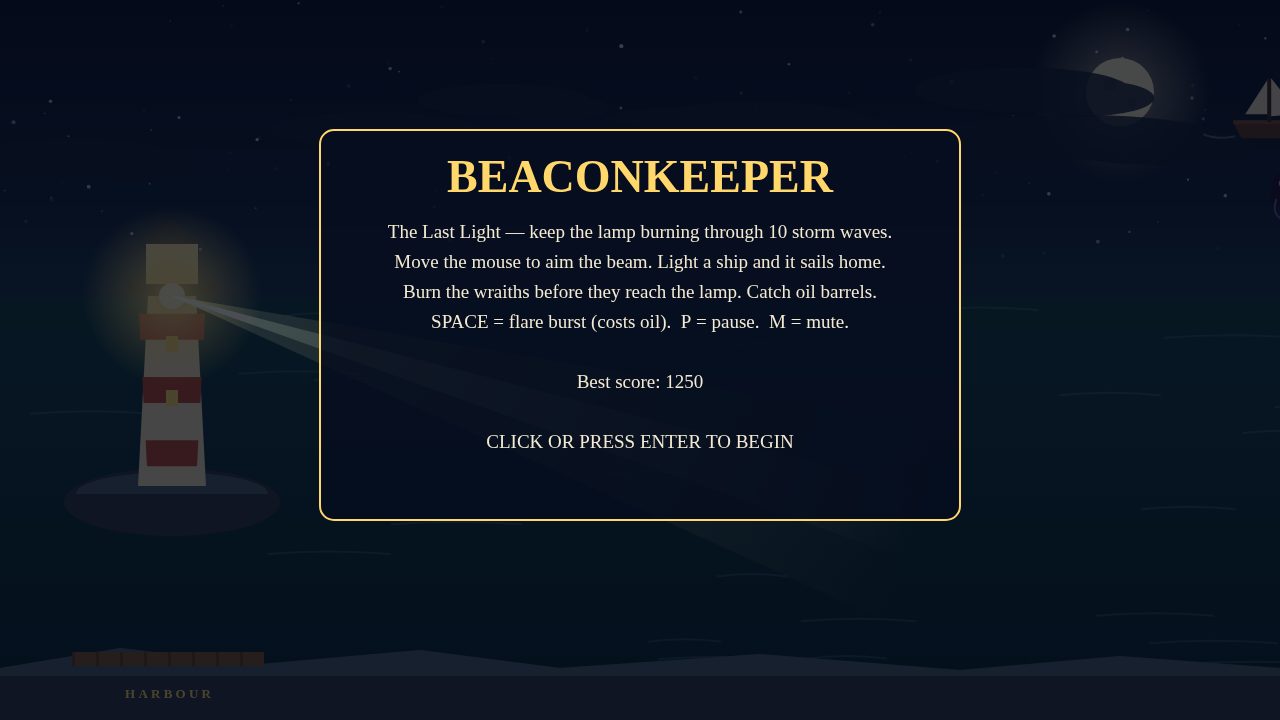 BEACONKEEPER
The Last Light — keep the lamp burning through 10 storm waves.
Move the mouse to aim the beam. Light a ship and it sails home.
Burn the wraiths before they reach the lamp. Catch oil barrels.
SPACE = flare burst (costs oil).  P = pause.  M = mute.
Best score: 1250
CLICK OR PRESS ENTER TO BEGIN
HARBOUR